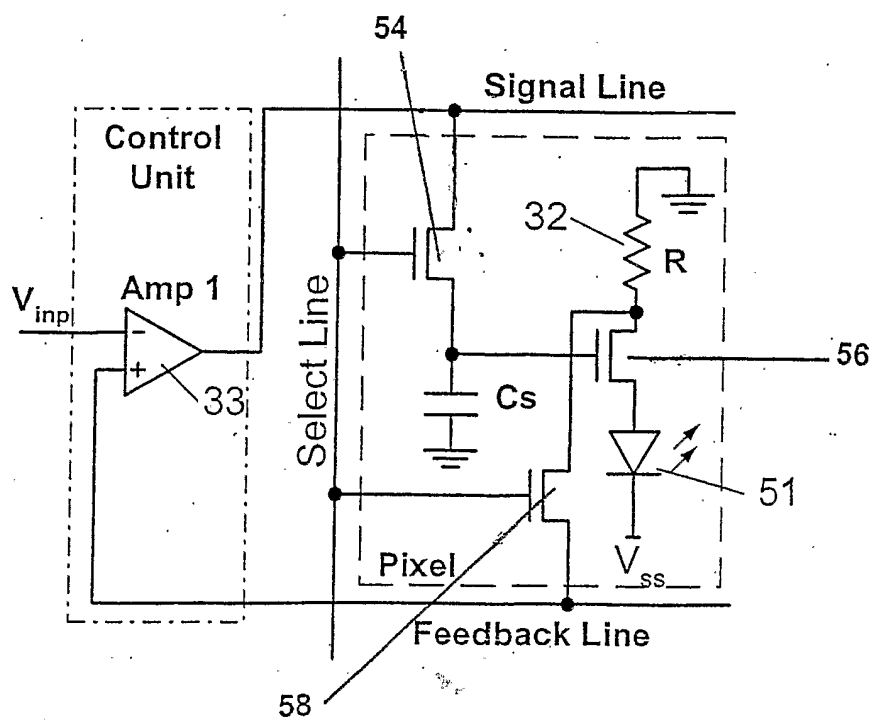 54
Signal Line
Control
Unit
32
R
V inp
Amp 1
-
+
33
Select Line
Cs
56
51
Pixel
Vss
Feedback Line
58